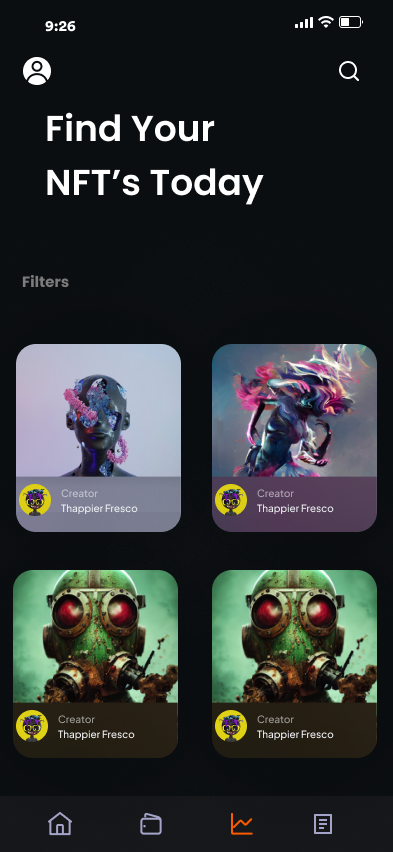 9:26
Find Your
NFT’s Today
Filters
Creator
Thappier Fresco
Creator
Thappier Fresco
Creator
Thappier Fresco
Creator
Thappier Fresco